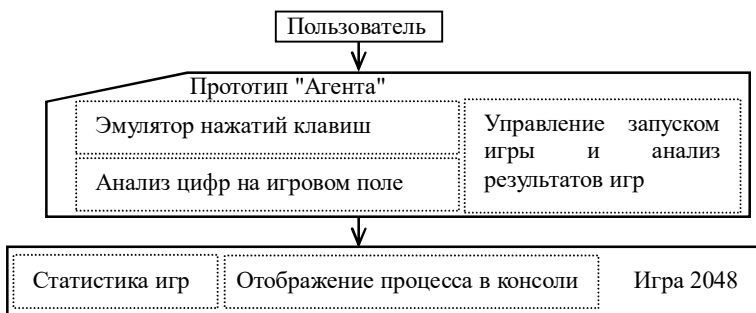 Пользователь
Прототип "Агента"
Эмулятор нажатий клавиш
Анализ цифр на игровом поле
Управление запуском
игры и анализ
результатов игр
Статистика игр
Отображение процесса в консоли
Игра 2048